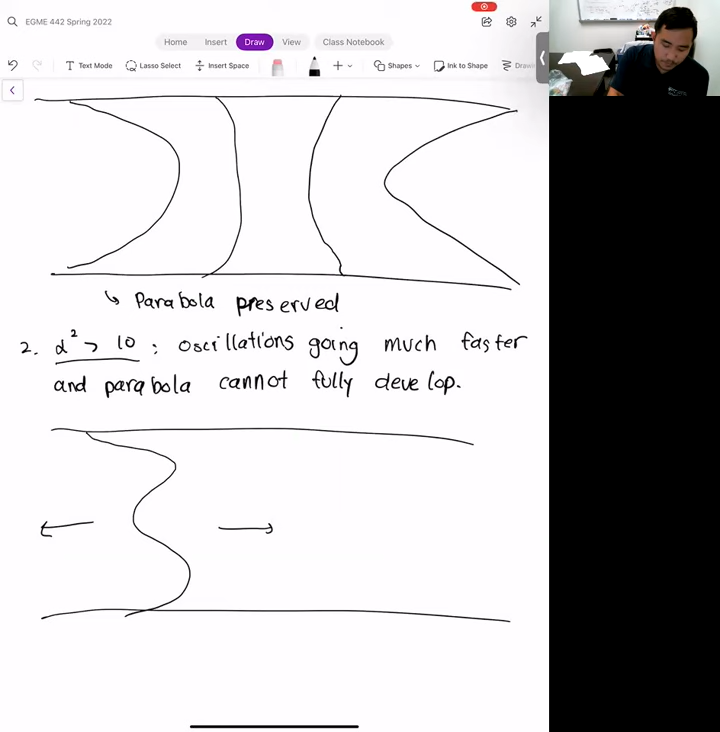 EGME 442 Spring 2022
Home Insert Draw View Class Notebook
Text Mode Lasso Select Insert Space Shapes Ink to Shape Drawi
↳ Parabola preserved
2. α² > 10 : oscillations going much faster
and parabola cannot fully develop.